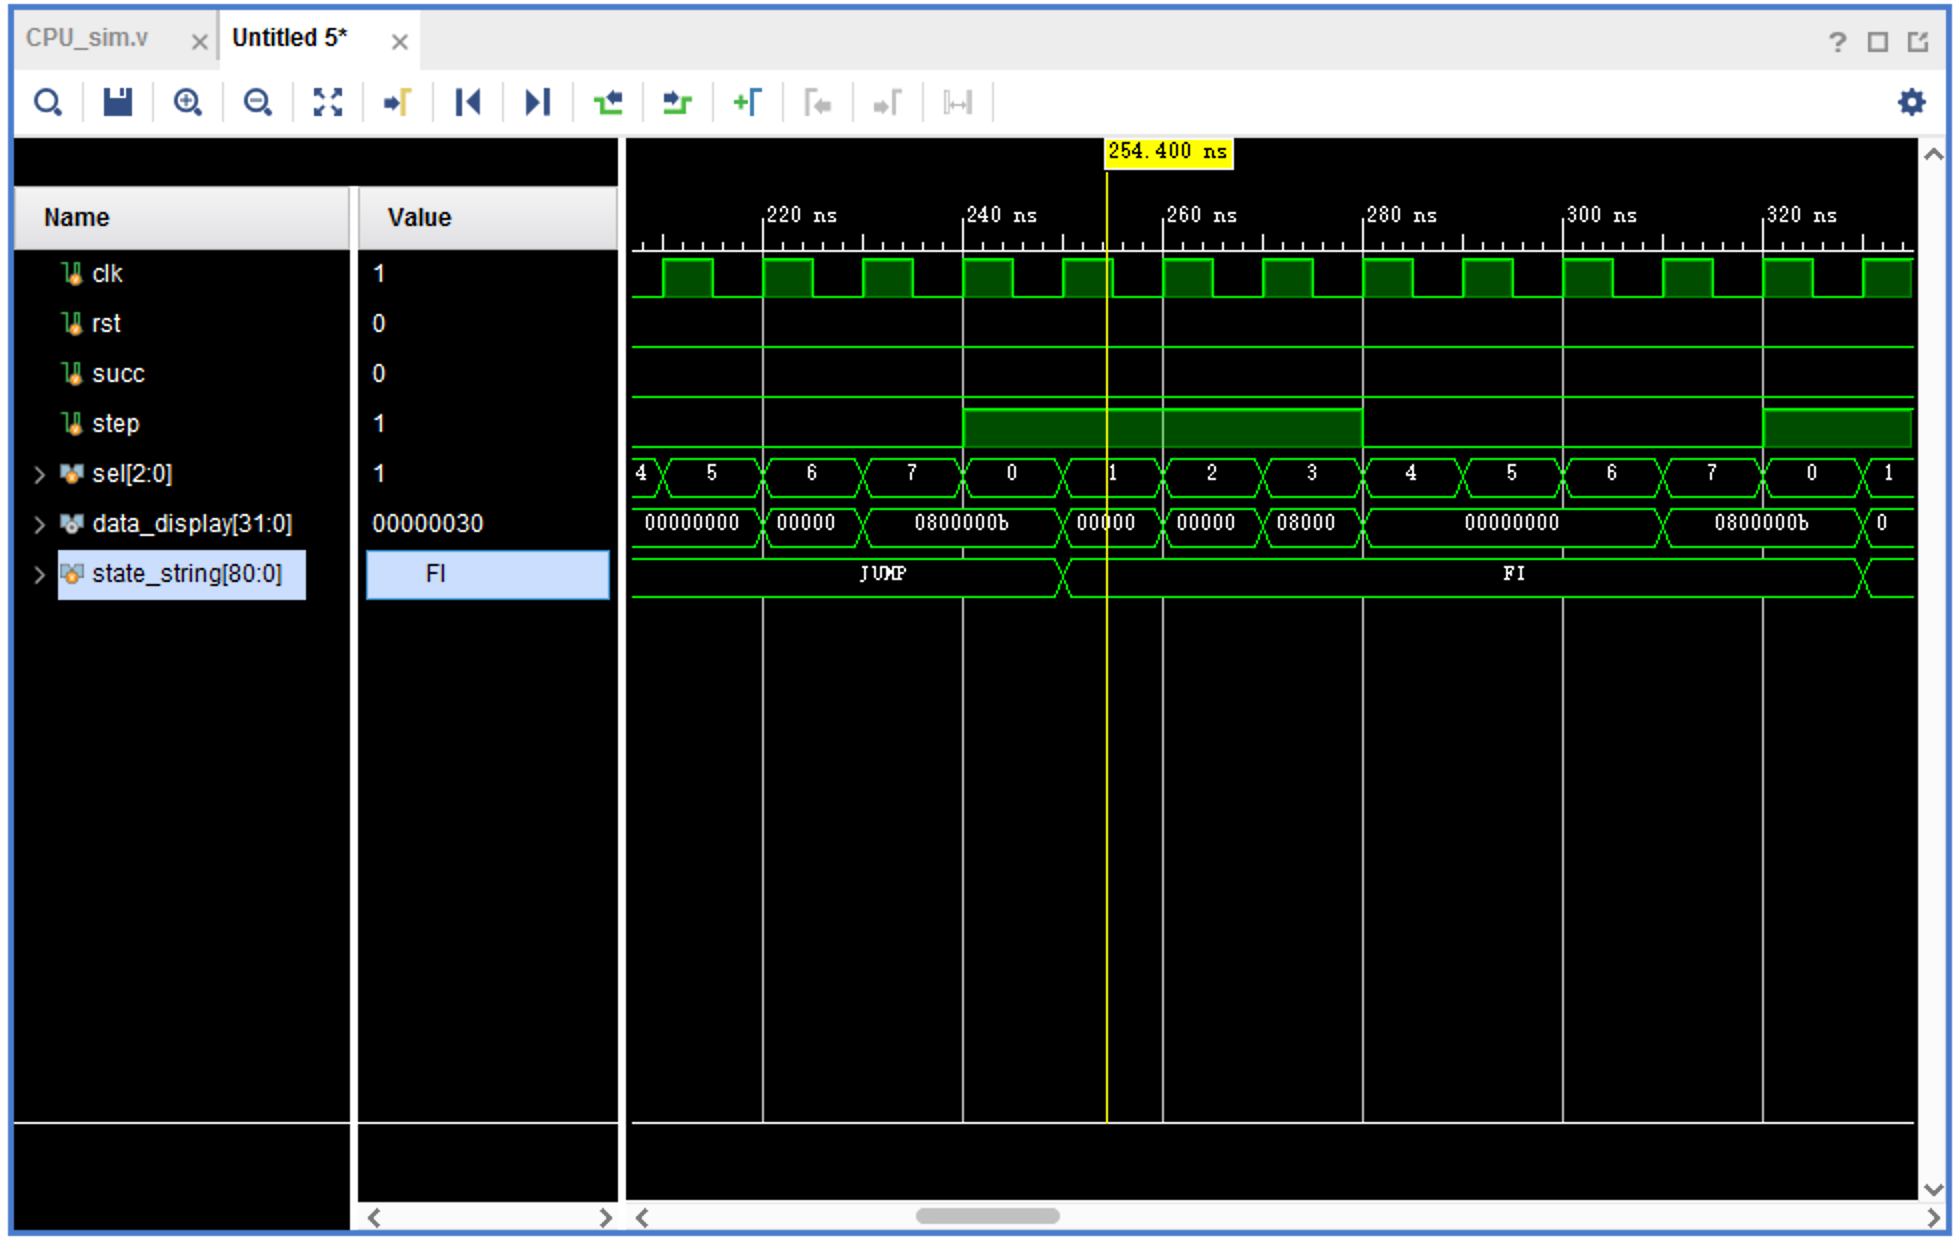 CPU_sim.v × Untitled 5* × ?
254.400 ns
Name Value 220 ns 240 ns 260 ns 280 ns 300 ns 320 ns
clk 1
rst 0
succ 0
step 1
sel[2:0] 1 4 5 6 7 0 1 2 3 4 5 6 7 0 1
data_display[31:0] 00000030 00000000 00000 0800000b 00000 00000 08000 00000000 0800000b 0
state_string[80:0] FI JUMP FI